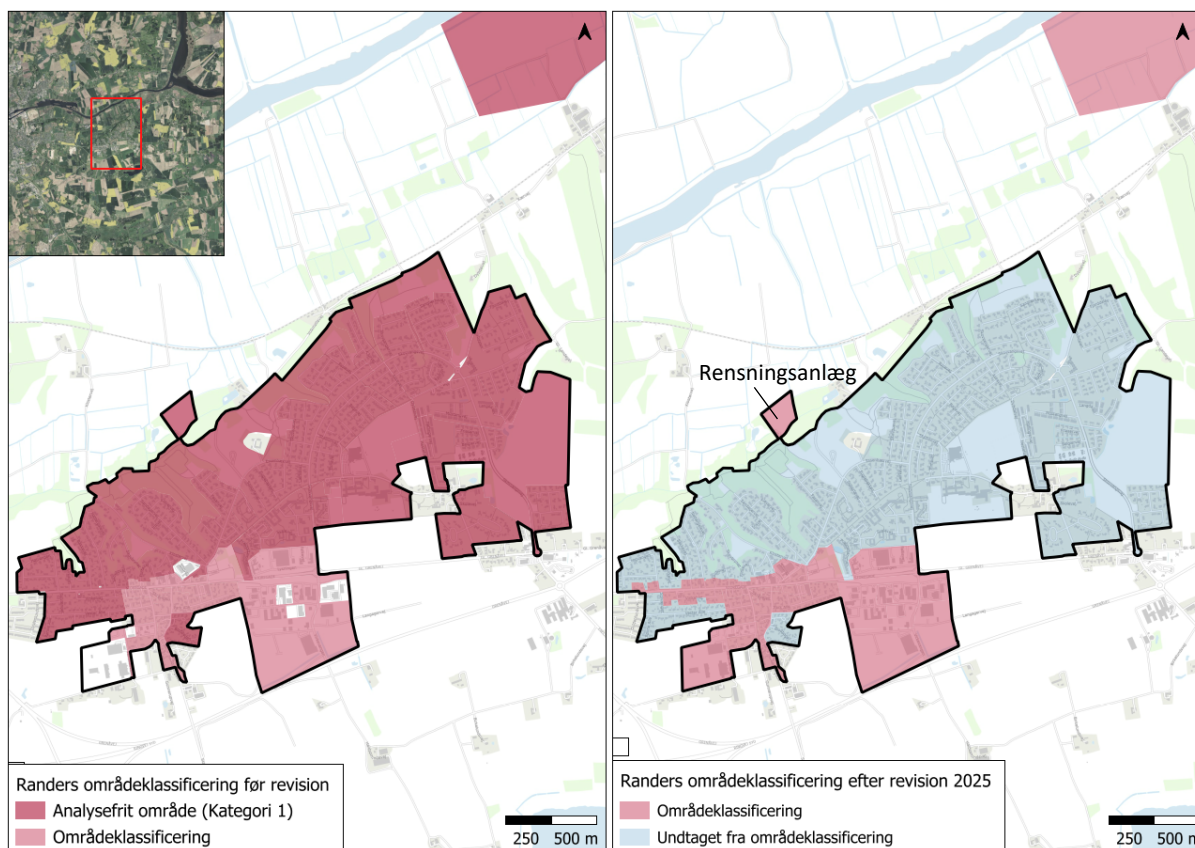 Randers områdeklassificering før revision
Analysefrit område (Kategori 1)
Områdeklassificering
250 500 m
Rensningsanlæg
Randers områdeklassificering efter revision 2025
Områdeklassificering
Undtaget fra områdeklassificering
250 500 m